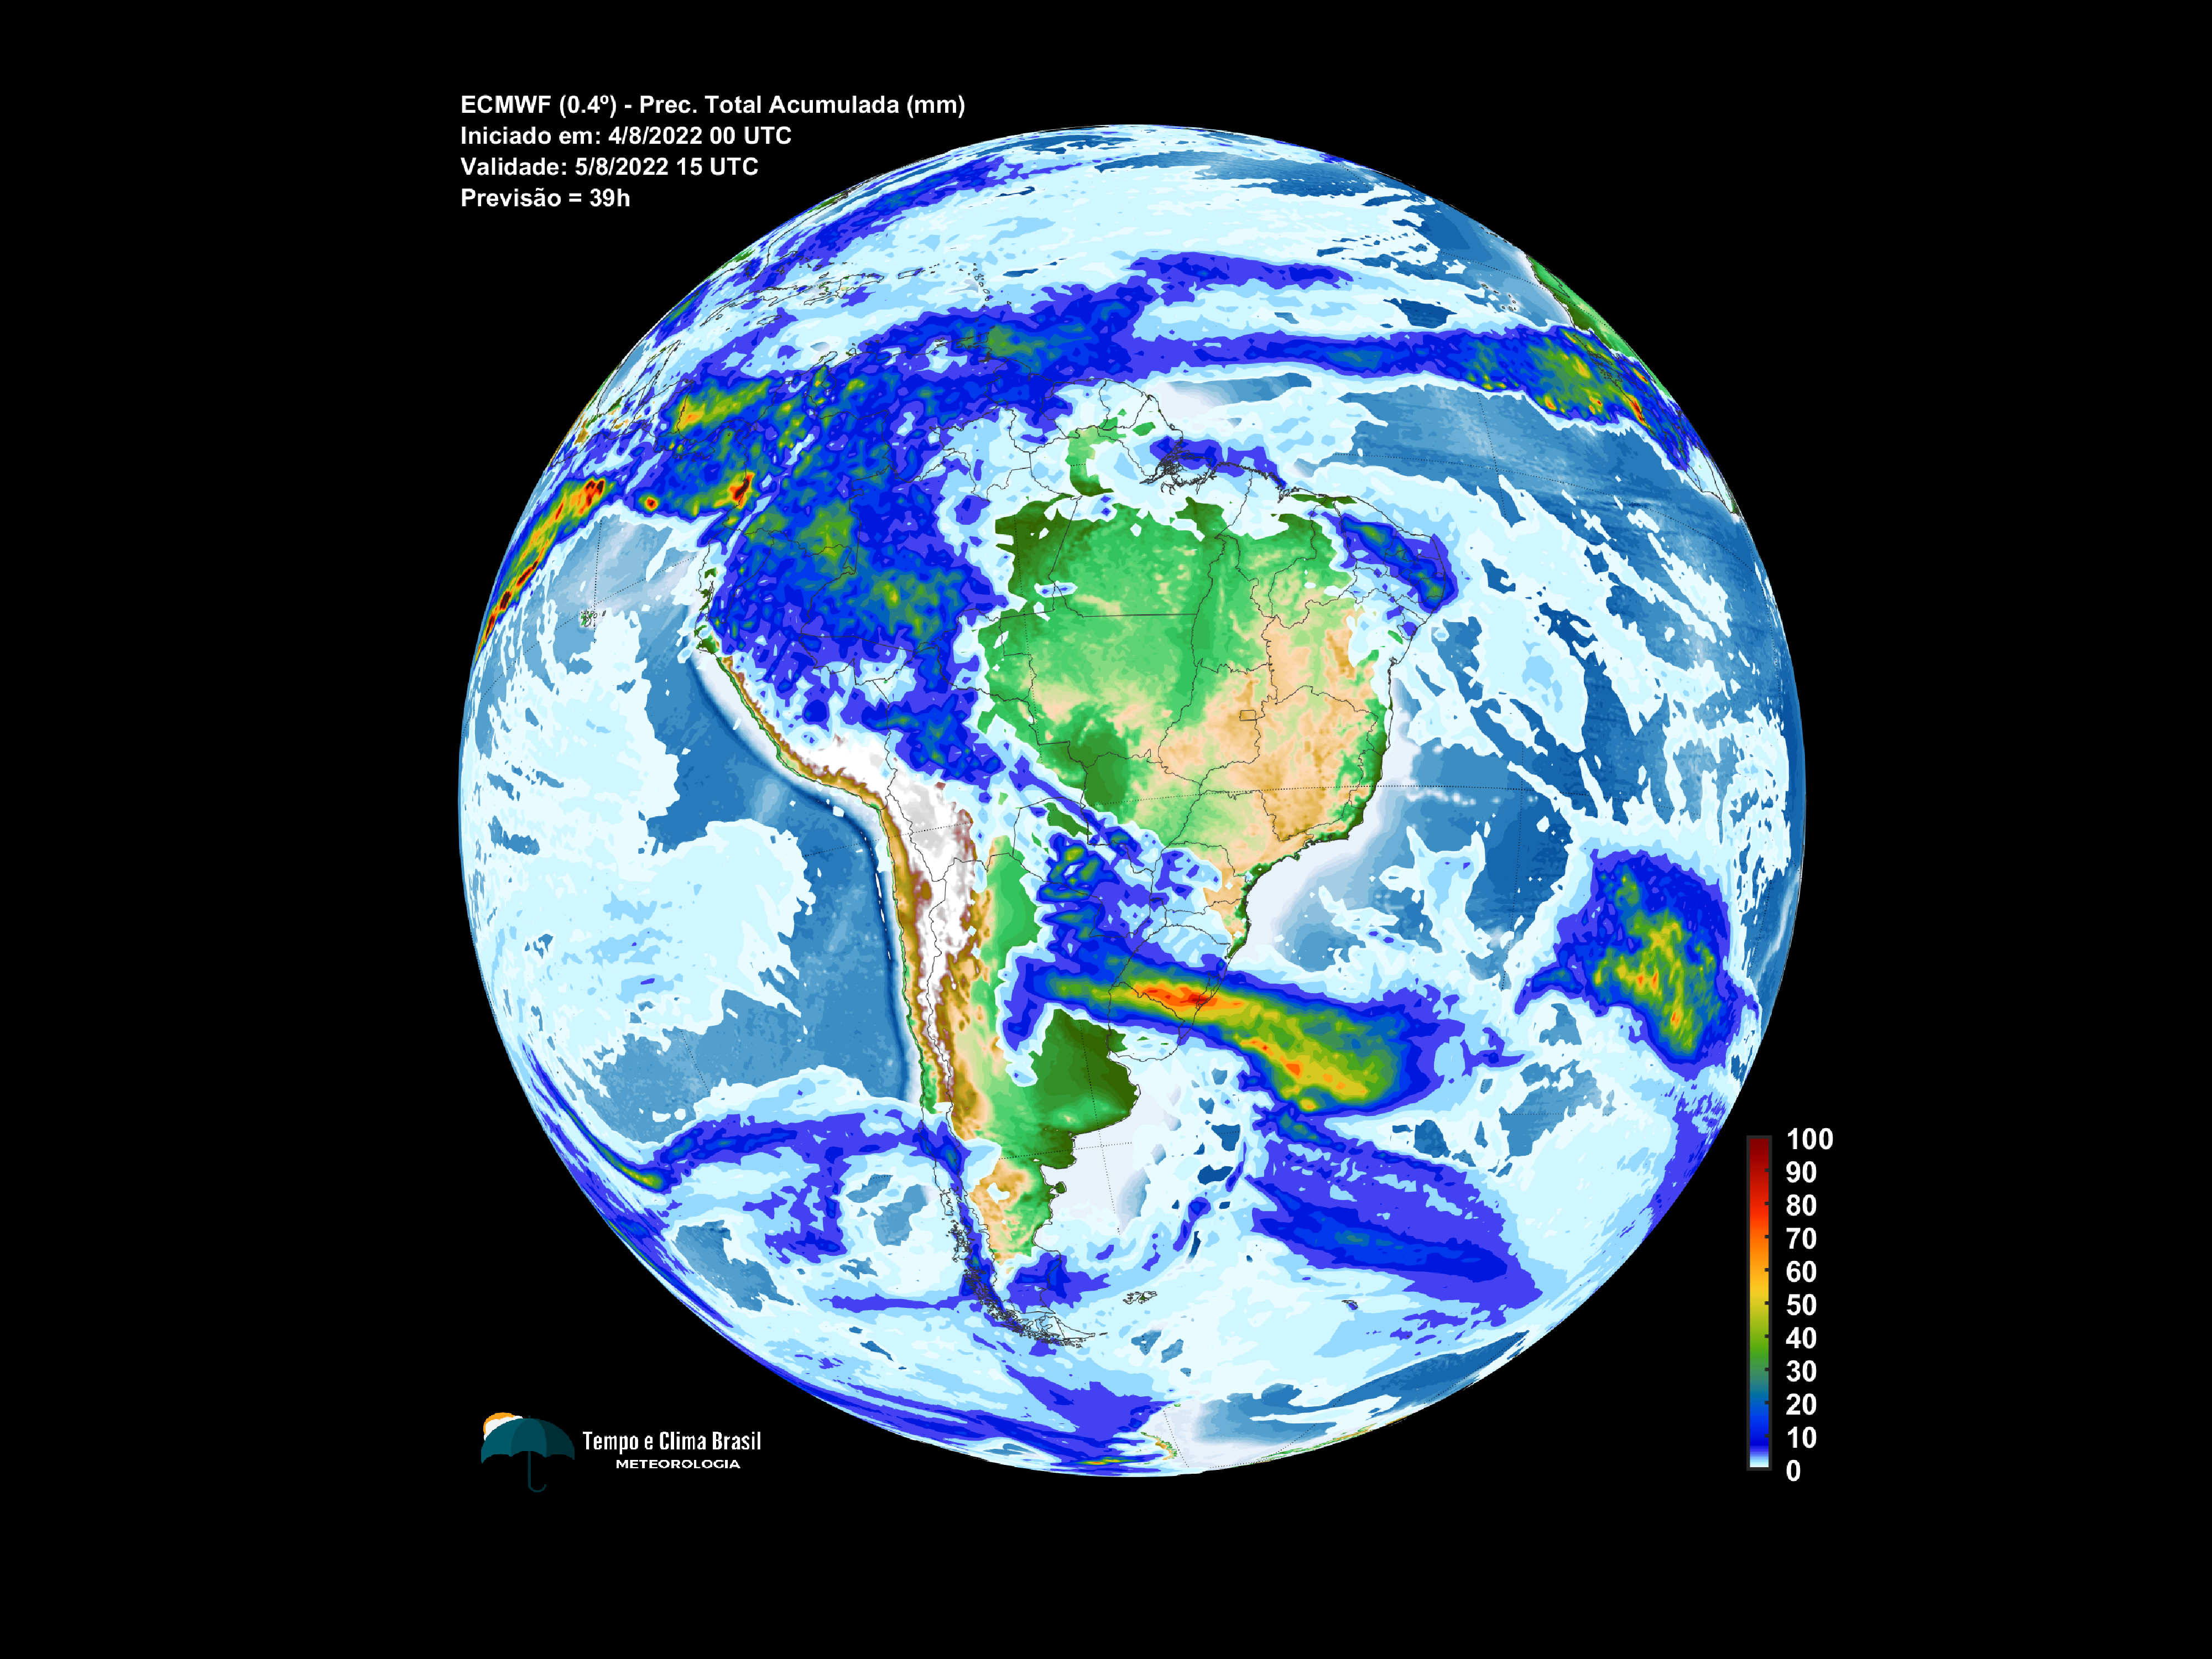 ECMWF (0.4º) - Prec. Total Acumulada (mm)
Iniciado em: 4/8/2022 00 UTC
Validade: 5/8/2022 15 UTC
Previsão = 39h
100
90
80
70
60
50
40
30
20
10
0
Tempo e Clima Brasil
METEOROLOGIA